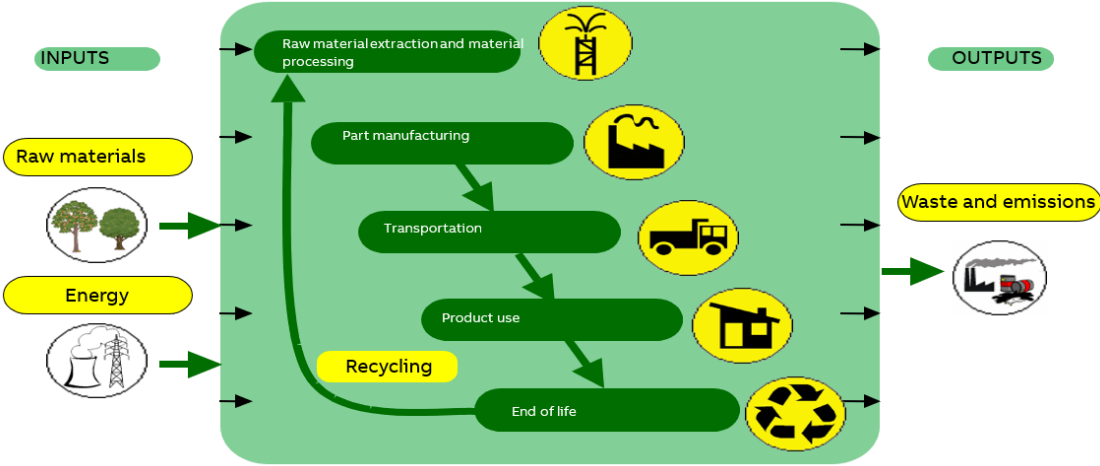 INPUTS
Raw materials
Energy
Raw material extraction and material
processing
Part manufacturing
Transportation
Product use
Recycling
End of life
OUTPUTS
Waste and emissions